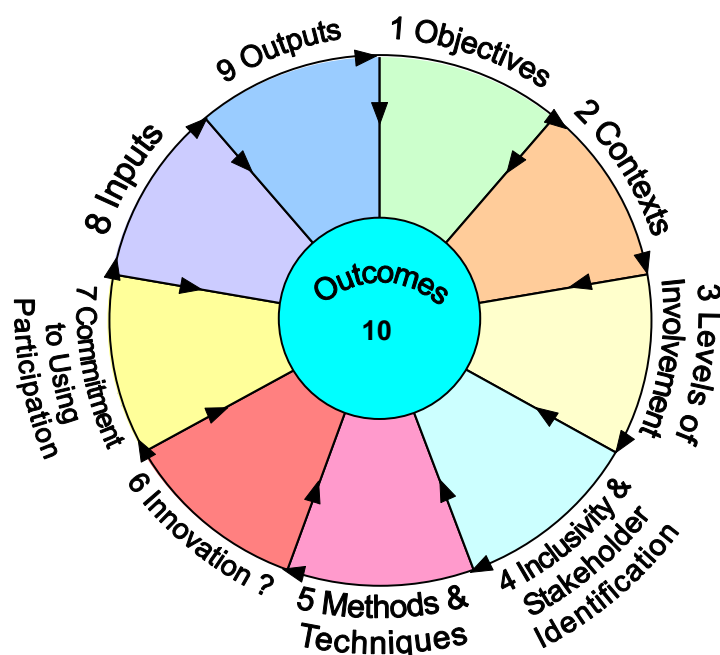 1 Objectives
2 Contexts
3 Levels of
Involvement
4 Inclusivity &
Stakeholder
Identification
5 Methods &
Techniques
6 Innovation ?
7 Commitment
to Using
Participation
8 Inputs
9 Outputs
Outcomes
10